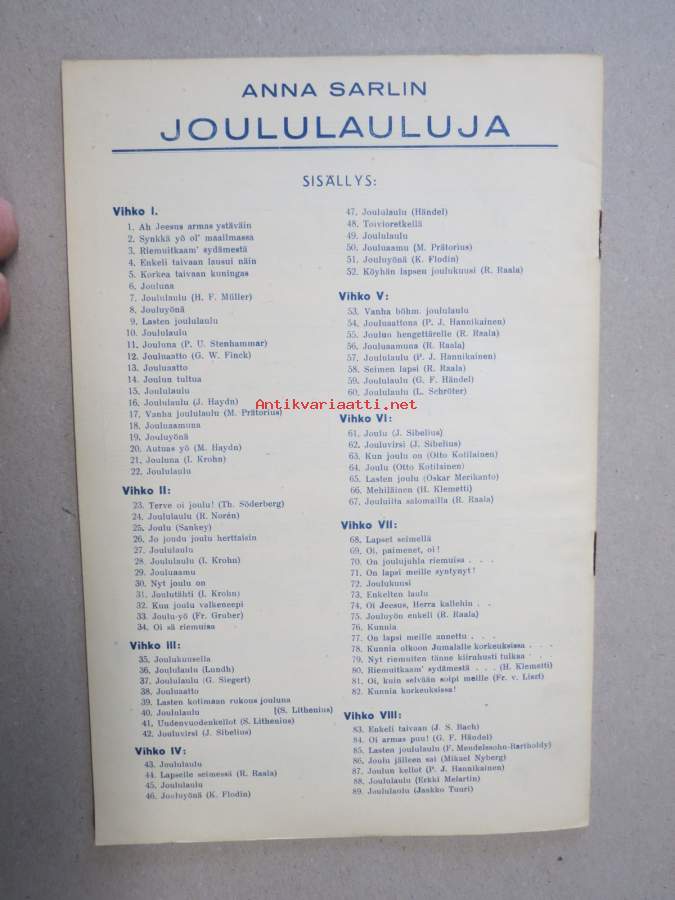 ANNA SARLIN
JOULULAULUJA
SISÄLLYS:
Vihko I.
1. Ah Jeesus armas ystäväin
2. Synkkä yö ol' maailmassa
3. Riemuitkaam' sydämestä
4. Enkeli taivaan lausui näin
5. Korkea taivaan kuningas
6. Jouluna
7. Joululaulu (H. F. Müller)
8. Jouluyönä
9. Lasten joululaulu
10. Joululaulu
11. Jouluna (P. U. Stenhammar)
12. Jouluaatto (G. W. Finck)
13. Jouluaatto
14. Joulun tultua
15. Joululaulu
16. Joululaulu (J. Haydn)
17. Vanha joululaulu (M. Prätorius)
18. Jouluaamuna
19. Jouluyönä
20. Autuas yö (M. Haydn)
21. Jouluna (I. Krohn)
22. Joululaulu
Vihko II:
23. Terve oi joulu! (Th. Söderberg)
24. Joululaulu (R. Norén)
25. Joulu (Sankey)
26. Jo joudu joulu herttaisin
27. Joululaulu
28. Joululaulu (I. Krohn)
29. Jouluaamu
30. Nyt joulu on
31. Joulutähti (I. Krohn)
32. Kun joulu valkeneepi
33. Joulu-yö (Fr. Gruber)
34. Oi sä riemuisa
Vihko III:
35. Joulukuusella
36. Joululaulu (Lundh)
37. Joululaulu (G. Siegert)
38. Jouluaatto
39. Lasten kotimaan rukous jouluna
40. Joululaulu [(S. Lithenius)
41. Uudenvuodenkellot (S. Lithenius)
42. Jouluvirsi (J. Sibelius)
Vihko IV:
43. Joululaulu
44. Lapselle seimessä (R. Raala)
45. Joululaulu
46. Jouluyönä (K. Flodin)
47. Joululaulu (Händel)
48. Toivioretkellä
49. Joululaulu
50. Jouluaamu (M. Prätorius)
51. Jouluyönä (K. Flodin)
52. Köyhän lapsen joulukuusi (R. Raala)
Vihko V:
53. Vanha böhm. joululaulu
54. Jouluaattona (P. J. Hannikainen)
55. Joulun hengettärelle (R. Raala)
56. Jouluaamuna (R. Raala)
57. Joululaulu (P. J. Hannikainen)
58. Seimen lapsi (R. Raala)
59. Joululaulu (G. F. Händel)
60. Joululaulu (L. Schröter)
Antikvariaatti.net
Vihko VI:
61. Joulu (J. Sibelius)
62. Jouluvirsi (J. Sibelius)
63. Kun joulu on (Otto Kotilainen)
64. Joulu (Otto Kotilainen)
65. Lasten joulu (Oskar Merikanto)
66. Mehiläinen (H. Klemetti)
67. Jouluilta salomailla (R. Raala)
Vihko VII:
68. Lapset seimellä
69. Oi, paimenet, oi!
70. On joulujuhla riemuisa . . .
71. On lapsi meille syntynyt!
72. Joulukuusi
73. Enkelten laulu
74. Oi Jeesus, Herra kallehin . .
75. Jouluyön enkeli (R. Raala)
76. Kunnia
77. On lapsi meille annettu . . .
78. Kunnia olkoon Jumalalle korkeuksissa . . .
79. Nyt riemuiten tänne kiiruhusti tulkaa . . .
80. Riemuitkaam' sydämestä . . . (H. Klemetti)
81. Oi, kuin selvään soipi meille (Fr. v. Liszt)
82. Kunnia korkeuksissa!
Vihko VIII:
83. Enkeli taivaan (J. S. Bach)
84. Oi armas puu! (G. F. Händel)
85. Lasten joululaulu (F. Mendelssohn-Bartholdy)
86. Joulu jälleen sai (Mikael Nyberg)
87. Joulun kellot (P. J. Hannikainen)
88. Joululaulu (Erkki Melartin)
89. Joululaulu (Jaakko Tuuri)